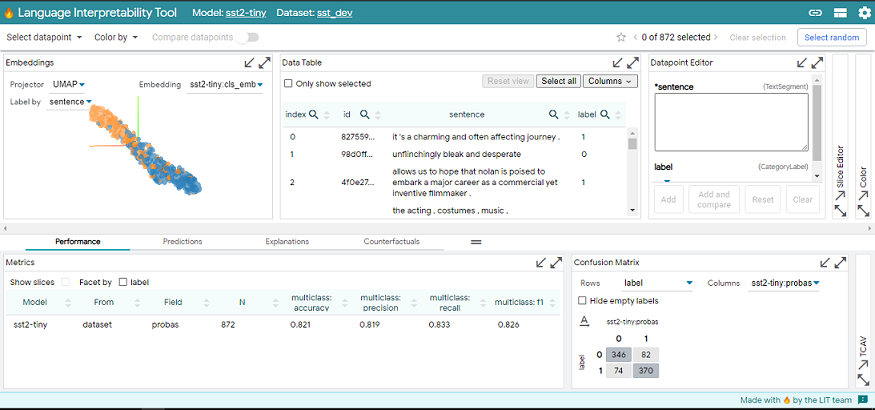 Language Interpretability Tool Model: sst2-tiny Dataset: sst_dev
Select datapoint Color by Compare datapoints 0 of 872 selected Clear selection Select random
Embeddings
Projector UMAP Embedding sst2-tiny:cls_emb
Label by sentence
Data Table
Only show selected Reset view Select all Columns
index id sentence label
0 827559... it 's a charming and often affecting journey . 1
1 98d0ff... unflinchingly bleak and desperate 0
allows us to hope that nolan is poised to
2 4f0e27... embark a major career as a commercial yet 1
inventive filmmaker .
the acting , costumes , music ,
Datapoint Editor
*sentence (TextSegment)
label (CategoryLabel)
Add Add and compare Reset Clear
Slice Editor
Color
Performance Predictions Explanations Counterfactuals
Metrics
Show slices Facet by label
Model From Field N multiclass: accuracy multiclass: precision multiclass: recall multiclass: f1
sst2-tiny dataset probas 872 0.821 0.819 0.833 0.826
Confusion Matrix
Rows label Columns sst2-tiny:probas
Hide empty labels
sst2-tiny:probas
0 1
label
0 346 82
1 74 370
TCAV
Made with 🔥 by the LIT team